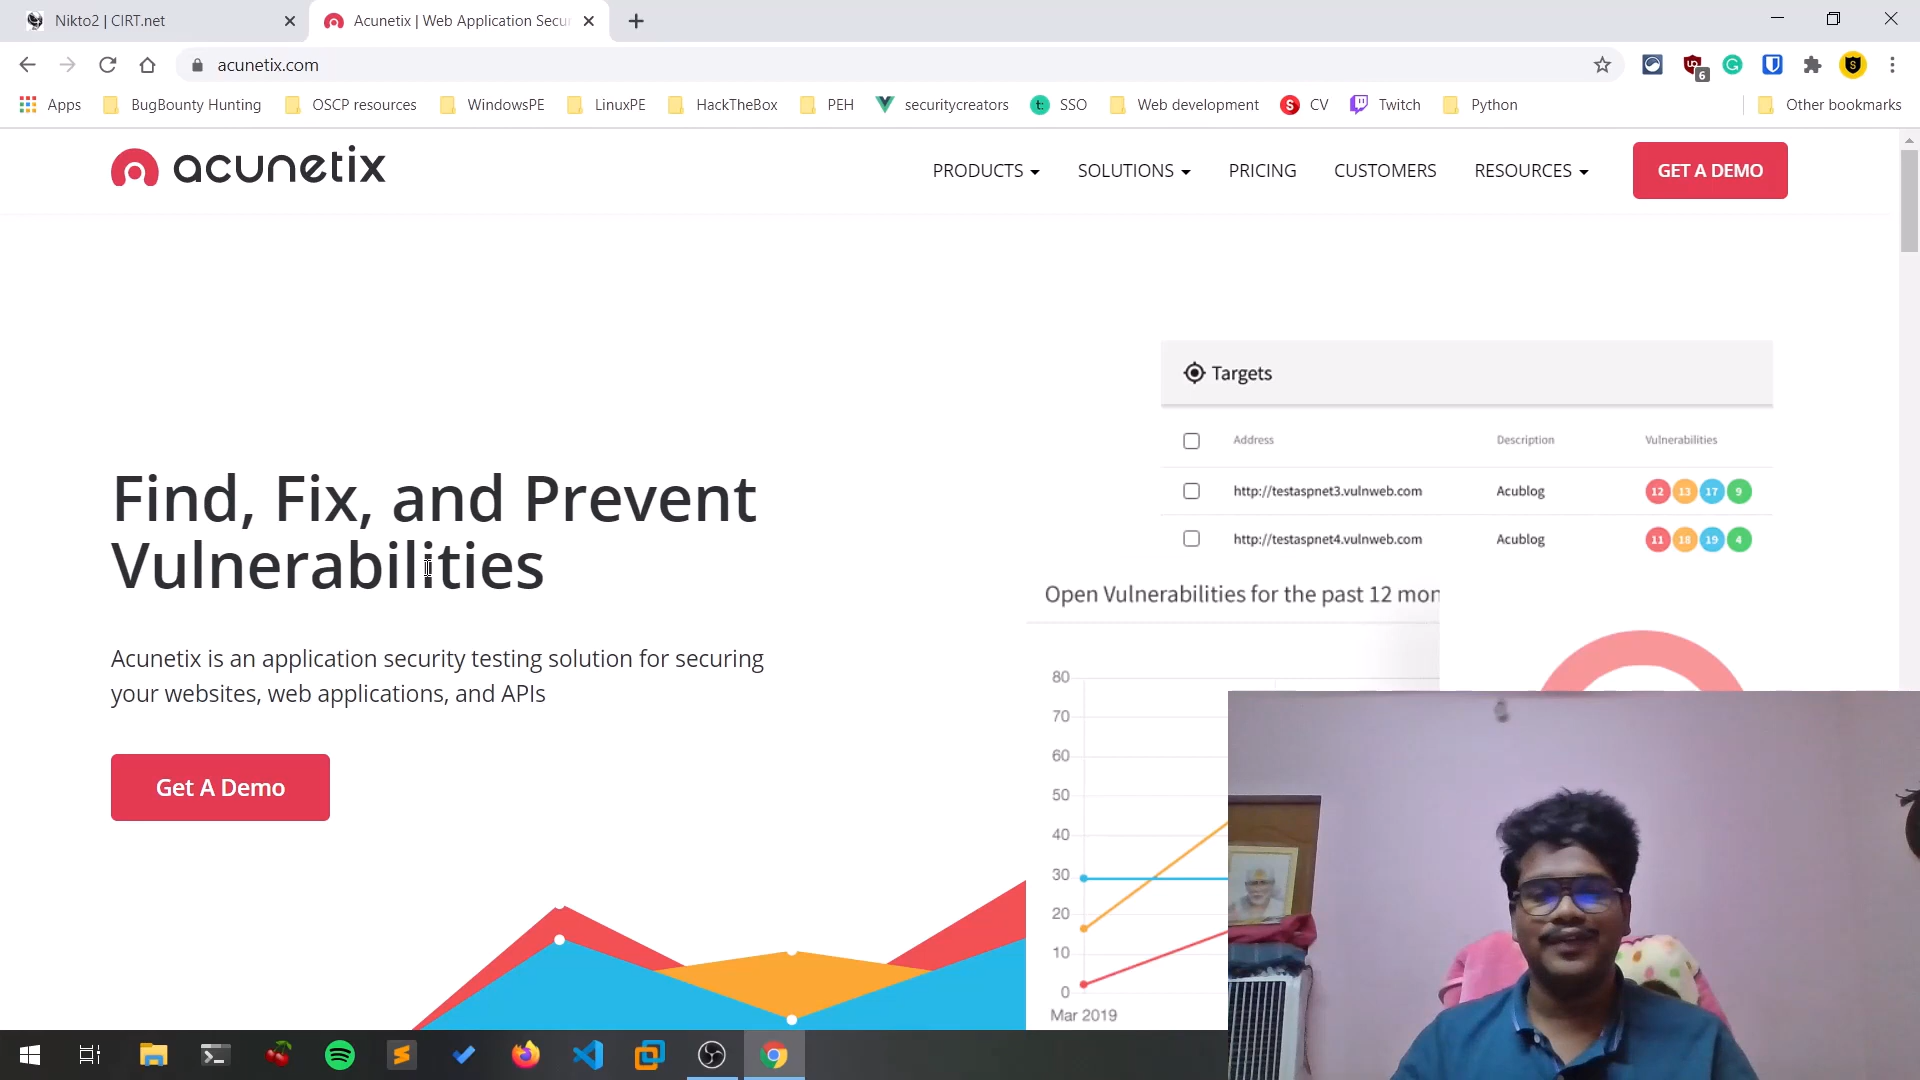 Nikto2 | CIRT.net
Acunetix | Web Application Secu
acunetix.com
6
S
Apps
BugBounty Hunting
OSCP resources
WindowsPE
LinuxPE
HackTheBox
PEH
securitycreators
t: SSO
Web development
S CV
Twitch
Python
Other bookmarks
acunetix
PRODUCTS
SOLUTIONS
PRICING
CUSTOMERS
RESOURCES
GET A DEMO
Find, Fix, and Prevent
Vulnerabilities
Acunetix is an application security testing solution for securing
your websites, web applications, and APIs
Get A Demo
Targets
Address Description Vulnerabilities
http://testaspnet3.vulnweb.com Acublog 12 13 17 9
http://testaspnet4.vulnweb.com Acublog 11 18 19 4
Open Vulnerabilities for the past 12 mon
80
70
60
50
40
30
20
10
0
Mar 2019